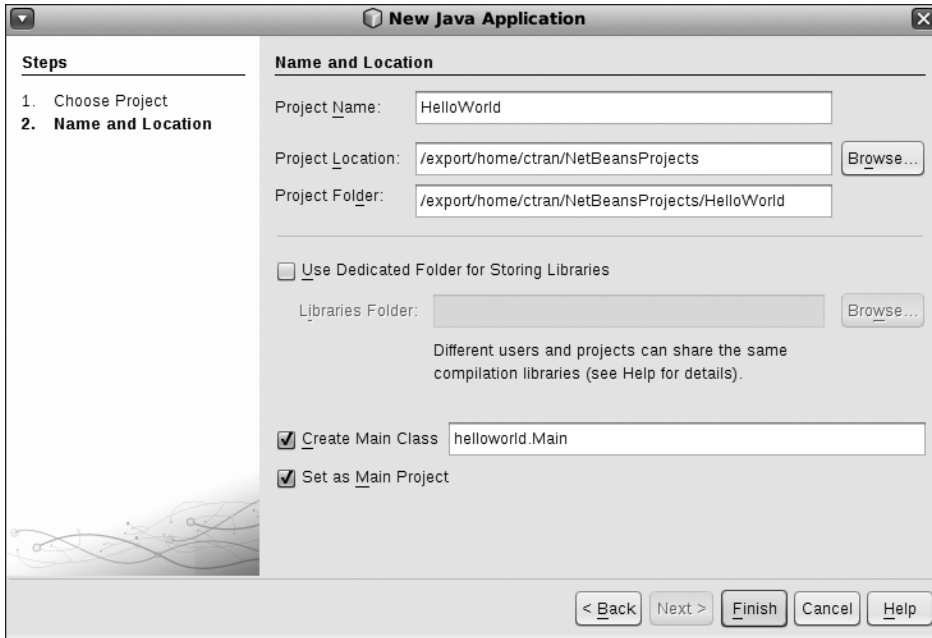 New Java Application
Steps
1. Choose Project
2. Name and Location
Name and Location
Project Name: HelloWorld
Project Location: /export/home/ctran/NetBeansProjects Browse...
Project Folder: /export/home/ctran/NetBeansProjects/HelloWorld
Use Dedicated Folder for Storing Libraries
Libraries Folder: Browse...
Different users and projects can share the same
compilation libraries (see Help for details).
Create Main Class helloworld.Main
Set as Main Project
< Back Next > Finish Cancel Help